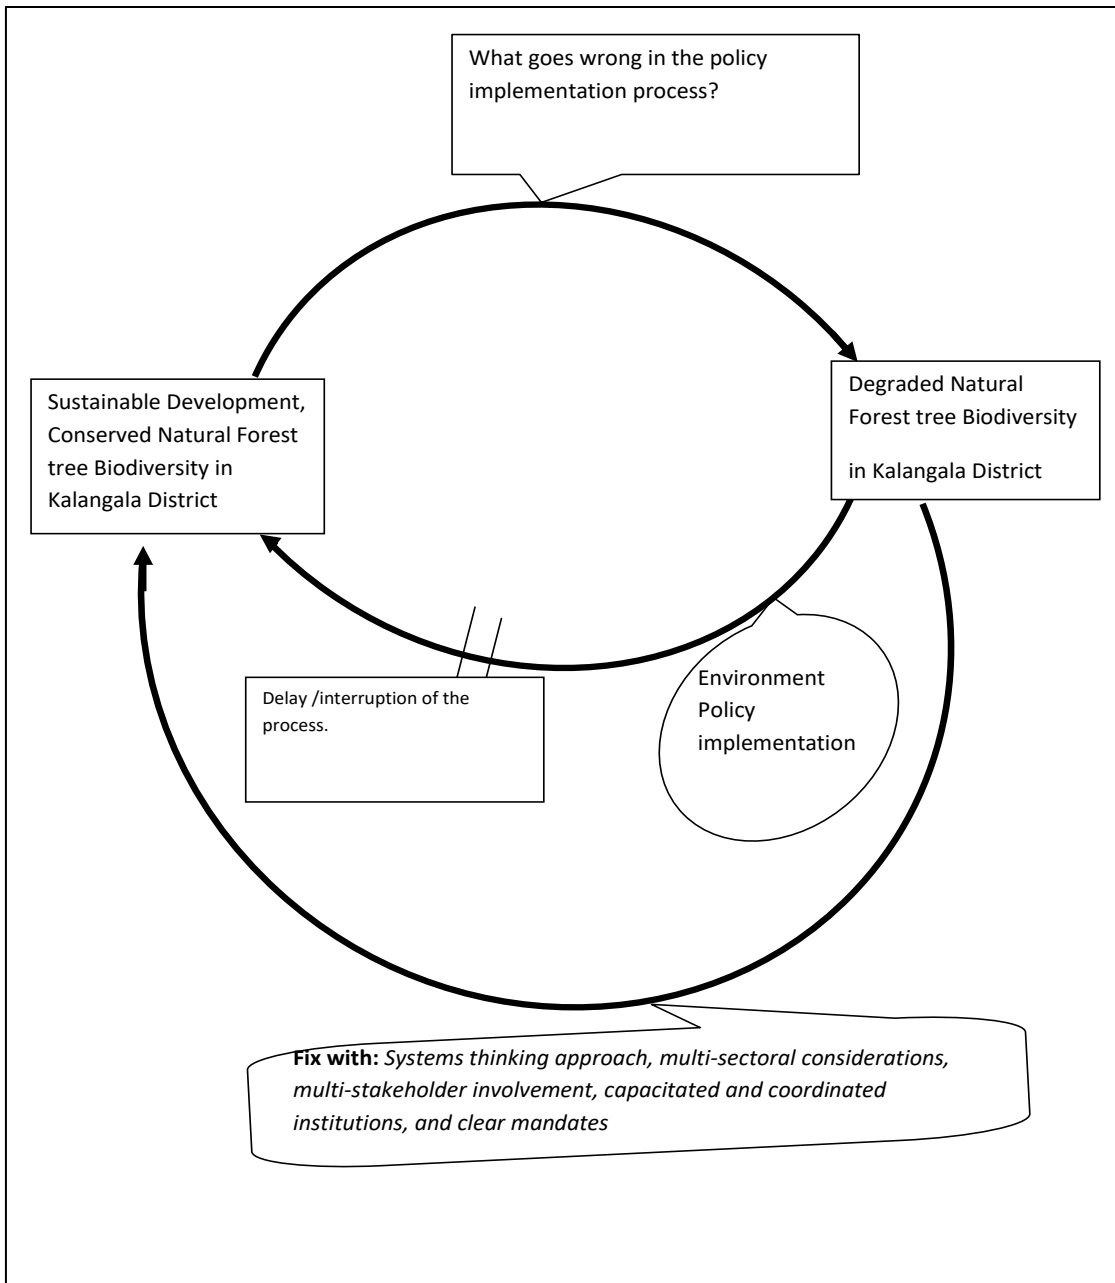 What goes wrong in the policy
implementation process?
Sustainable Development,
Conserved Natural Forest
tree Biodiversity in
Kalangala District
Degraded Natural
Forest tree Biodiversity
in Kalangala District
Delay /interruption of the
process.
Environment
Policy
implementation
Fix with: Systems thinking approach, multi-sectoral considerations,
multi-stakeholder involvement, capacitated and coordinated
institutions, and clear mandates